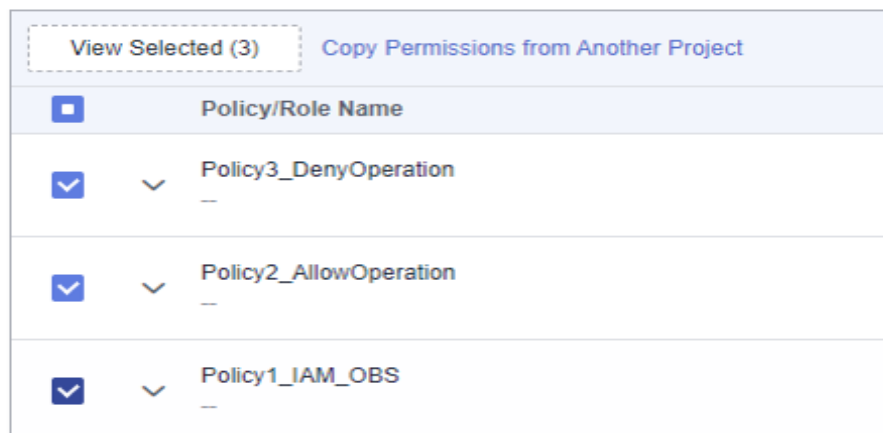 View Selected (3) Copy Permissions from Another Project
Policy/Role Name
Policy3_DenyOperation
--
Policy2_AllowOperation
--
Policy1_IAM_OBS
--